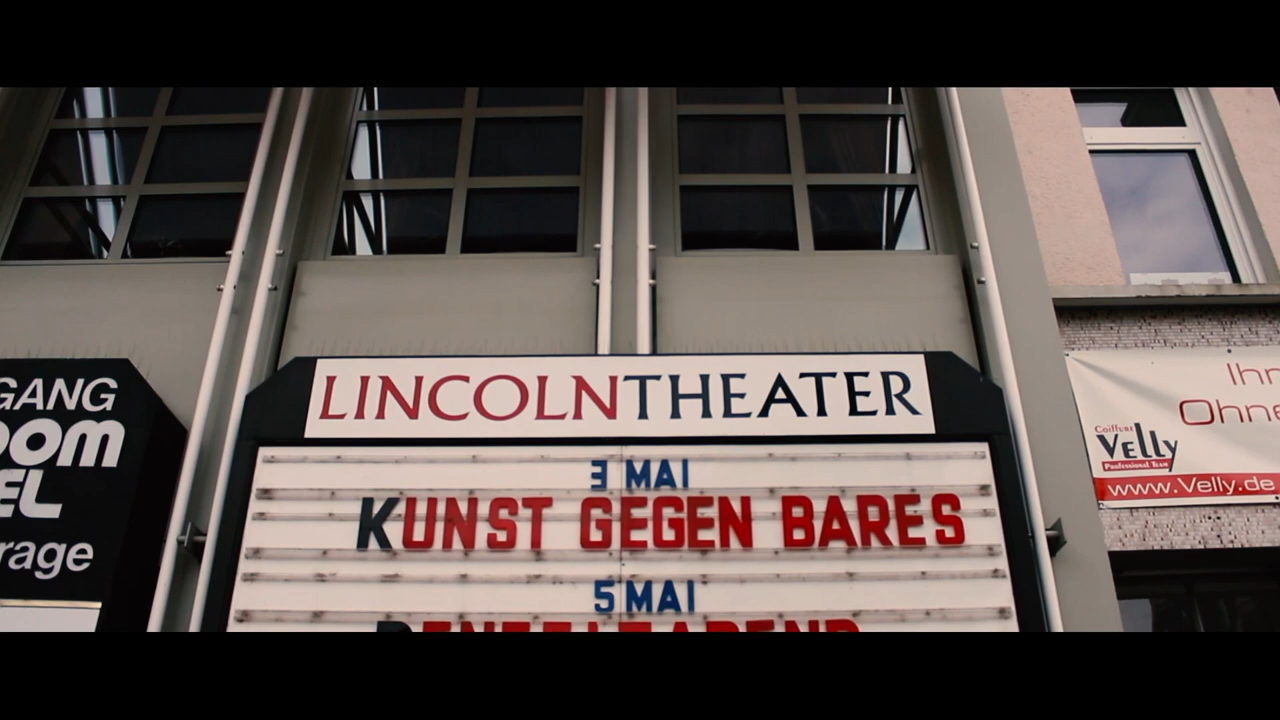 GANG
OOM
EL
rage
LINCOLNTHEATER
3 MAI
KUNST GEGEN BARES
5 MAI
Ihr
Ohne
Coiffure
Velly
Professional Team
www.Velly.de